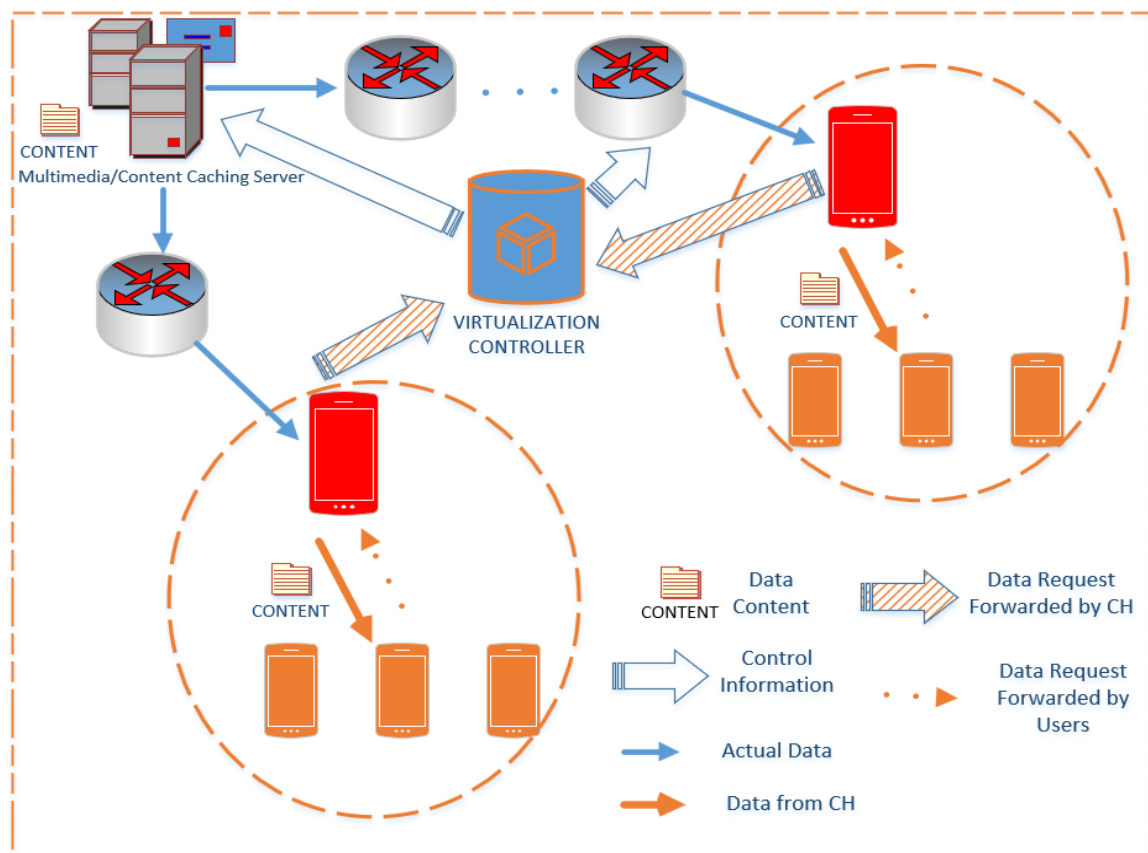 CONTENT
Multimedia/Content Caching Server
VIRTUALIZATION
CONTROLLER
CONTENT
CONTENT
CONTENT
Data
Content
Data Request
Forwarded by CH
Control
Information
Data Request
Forwarded by
Users
Actual Data
Data from CH